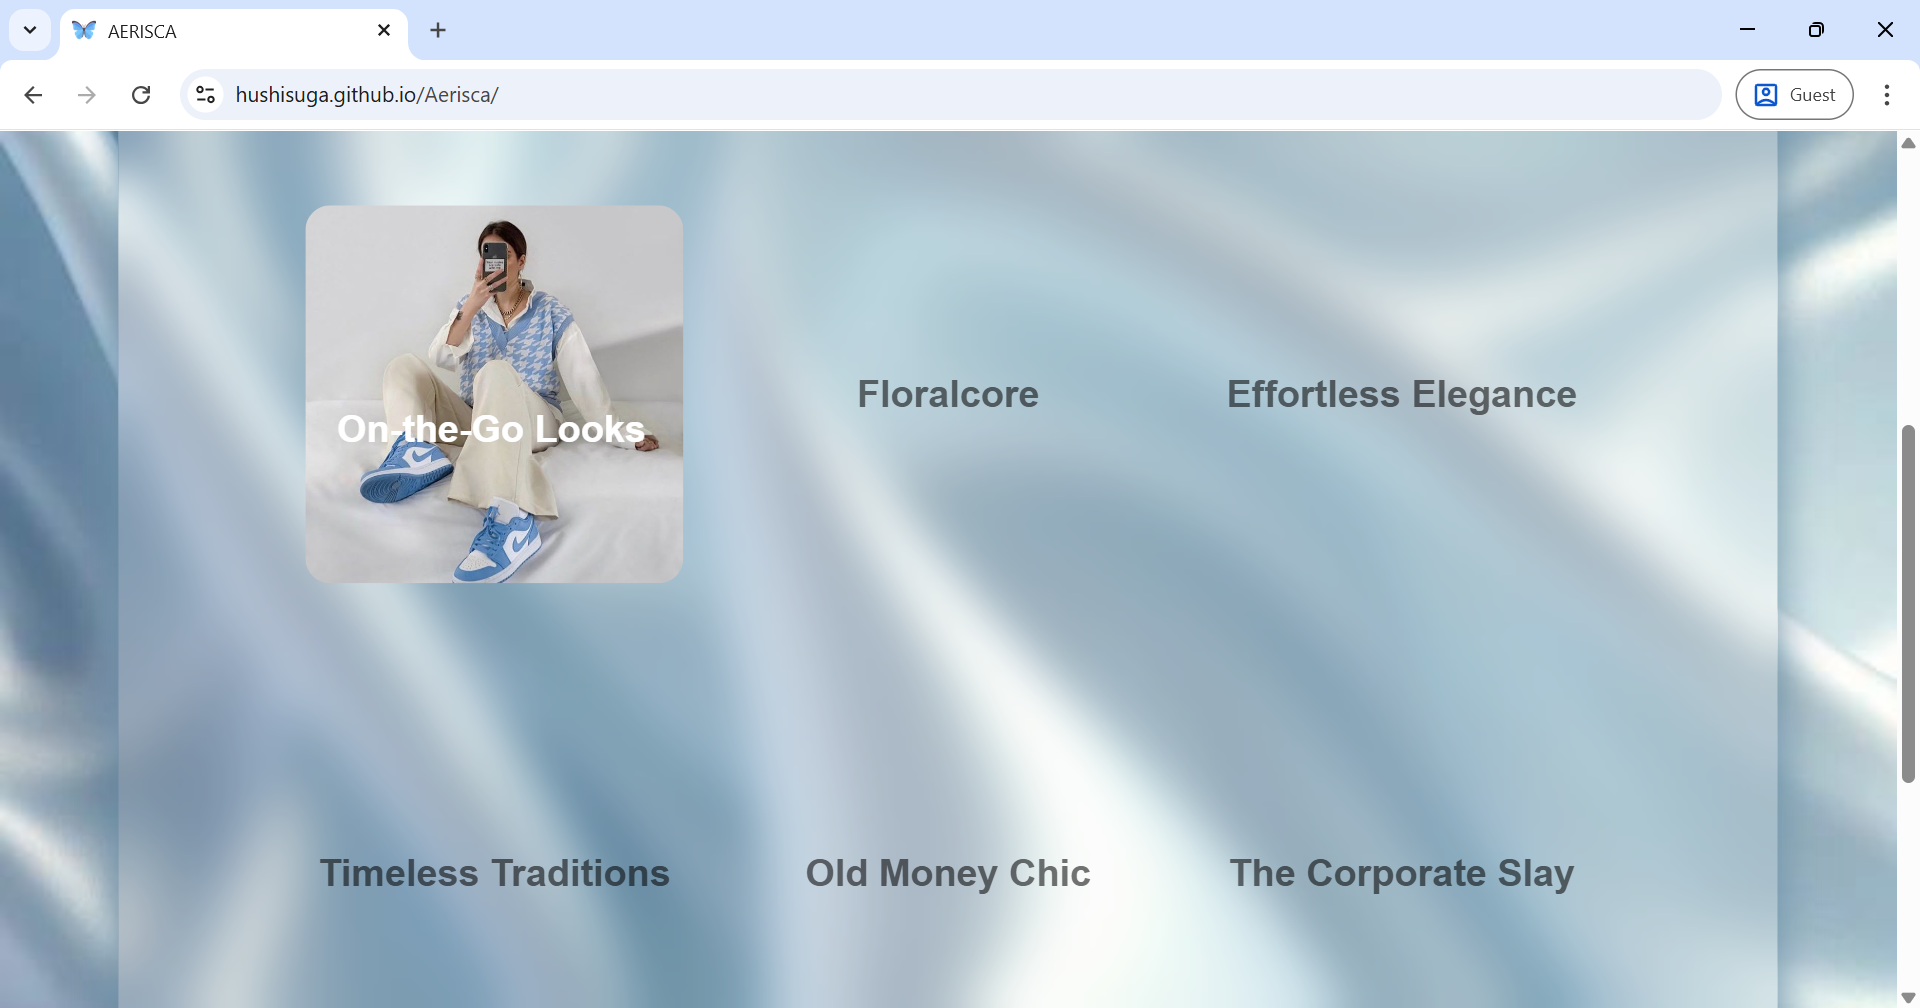 AERISCA
hushisuga.github.io/Aerisca/
Guest
On-the-Go Looks
Floralcore
Effortless Elegance
Timeless Traditions
Old Money Chic
The Corporate Slay